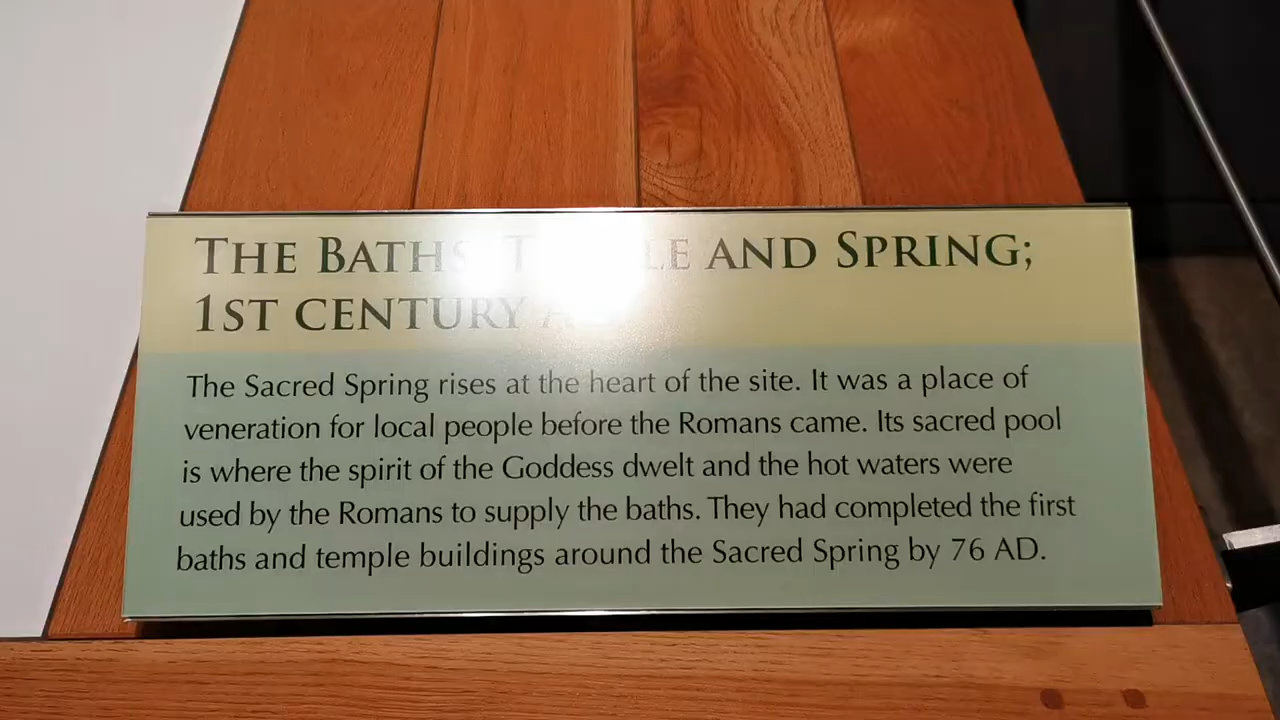 THE BATHS, TEMPLE AND SPRING;
1ST CENTURY
The Sacred Spring rises at the heart of the site. It was a place of
veneration for local people before the Romans came. Its sacred pool
is where the spirit of the Goddess dwelt and the hot waters were
used by the Romans to supply the baths. They had completed the first
baths and temple buildings around the Sacred Spring by 76 AD.